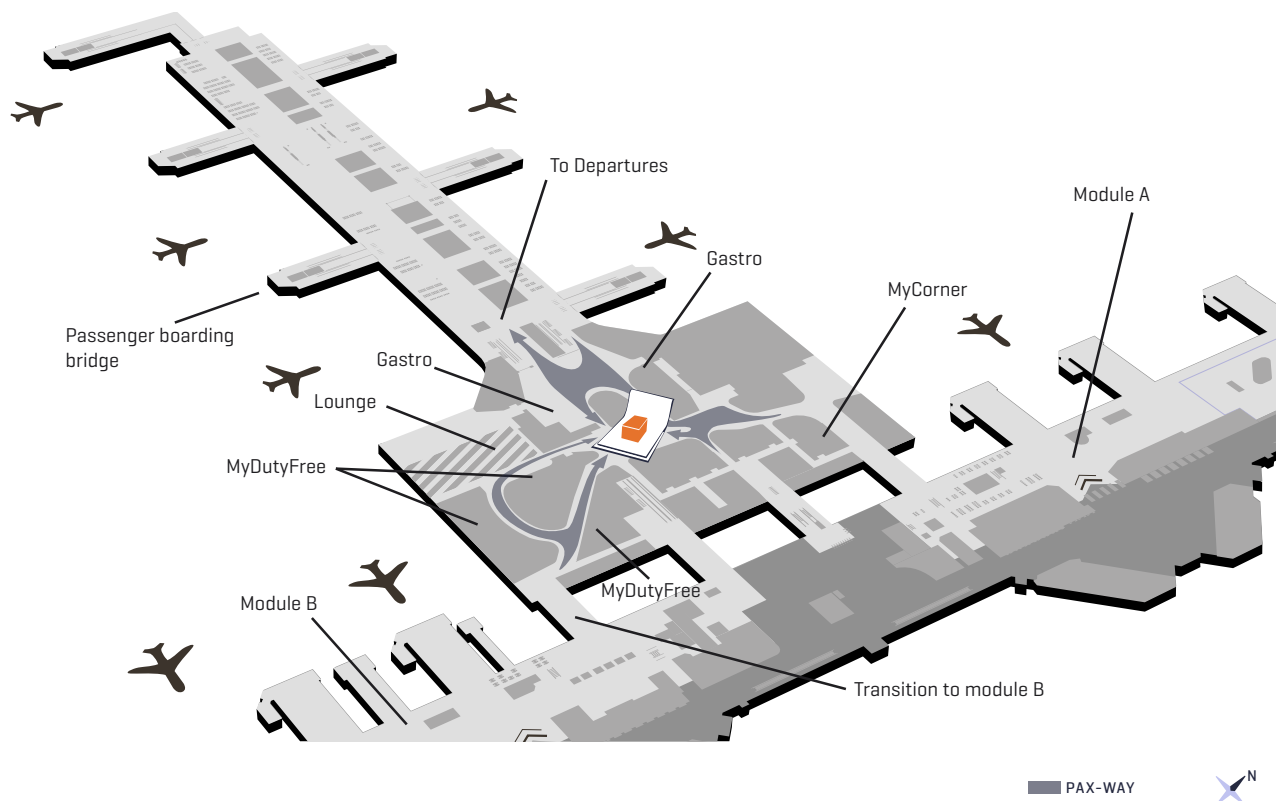 To Departures
Module A
Gastro
MyCorner
Passenger boarding
bridge
Gastro
Lounge
MyDutyFree
MyDutyFree
Module B
Transition to module B
PAX-WAY
N